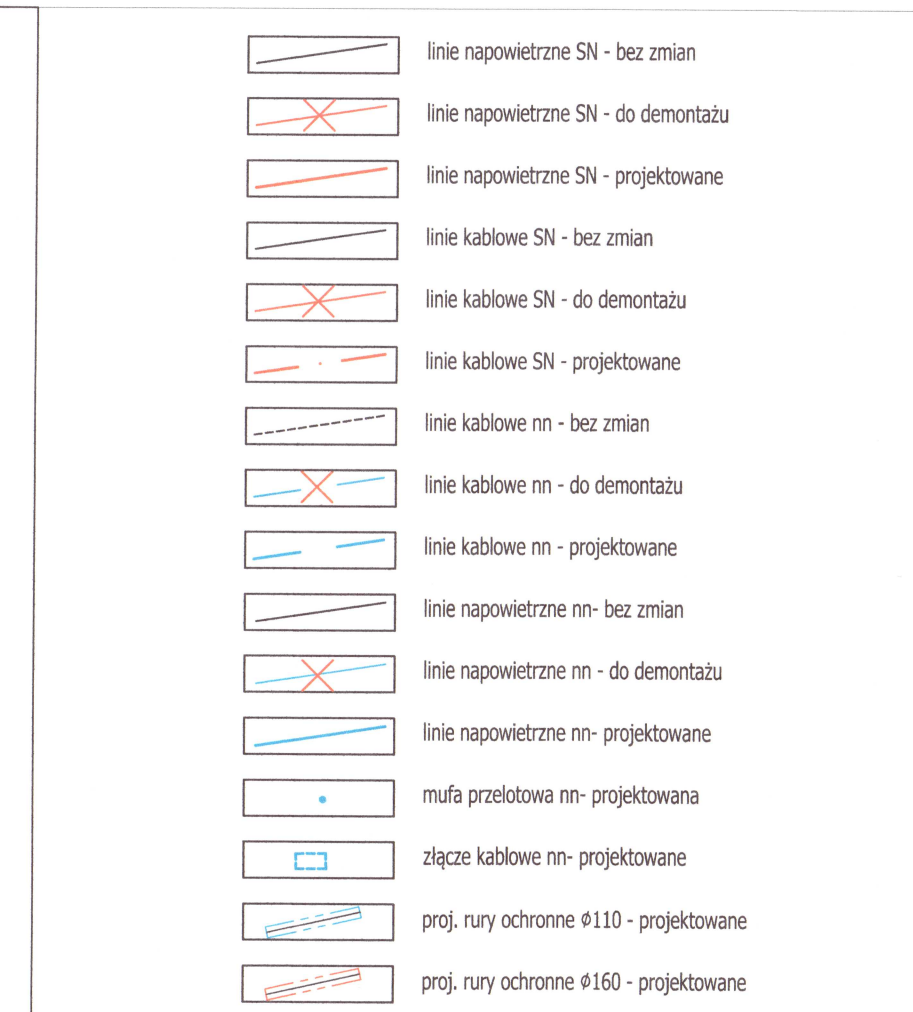 linie napowietrzne SN - bez zmian
linie napowietrzne SN - do demontażu
linie napowietrzne SN - projektowane
linie kablowe SN - bez zmian
linie kablowe SN - do demontażu
linie kablowe SN - projektowane
linie kablowe nn - bez zmian
linie kablowe nn - do demontażu
linie kablowe nn - projektowane
linie napowietrzne nn- bez zmian
linie napowietrzne nn - do demontażu
linie napowietrzne nn- projektowane
mufa przelotowa nn- projektowana
złącze kablowe nn- projektowane
proj. rury ochronne Φ110 - projektowane
proj. rury ochronne Φ160 - projektowane